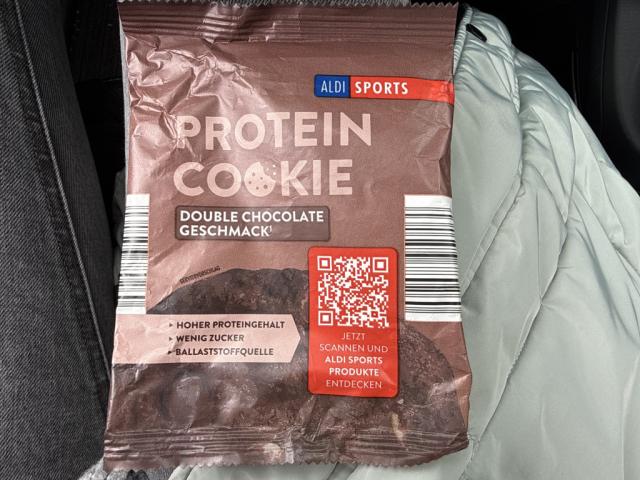 ALDI SPORTS
PROTEIN
COOKIE
DOUBLE CHOCOLATE
GESCHMACK¹
SERVIERVORSCHLAG
▸ HOHER PROTEINGEHALT
▸ WENIG ZUCKER
▸ BALLASTSTOFFQUELLE
JETZT
SCANNEN UND
ALDI SPORTS
PRODUKTE
ENTDECKEN